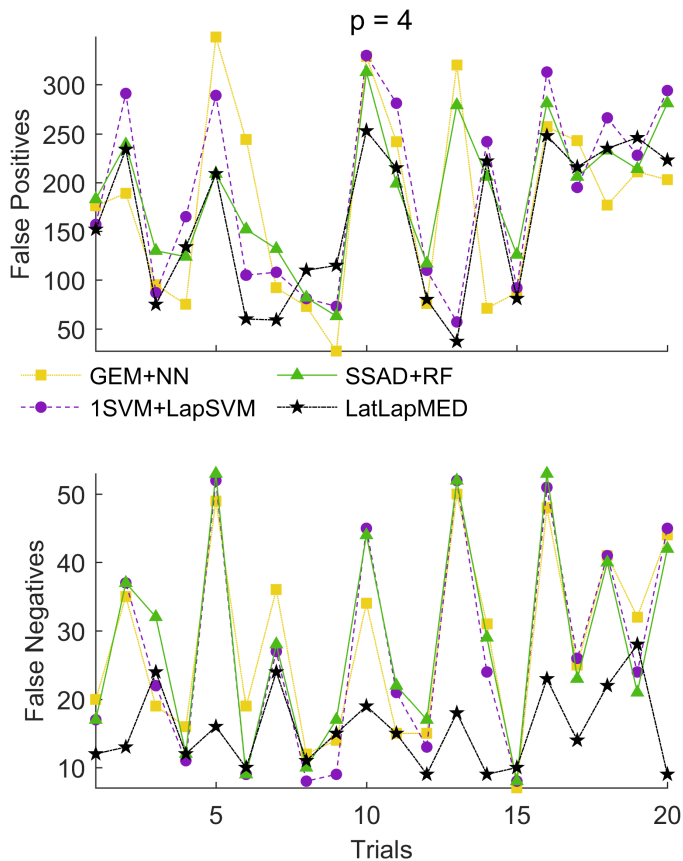 p = 4
False Positives
300
250
200
150
100
50
GEM+NN
SSAD+RF
1SVM+LapSVM
LatLapMED
False Negatives
50
40
30
20
10
5
10
15
20
Trials